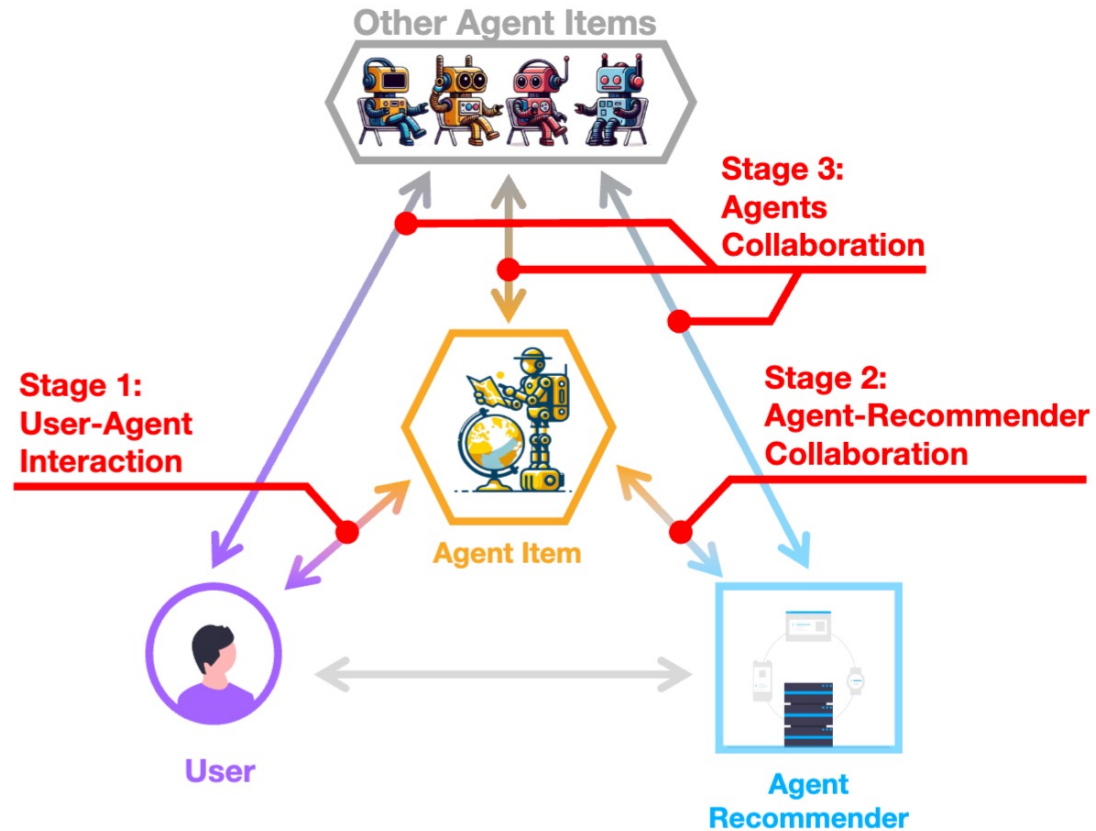 Other Agent Items
Stage 3:
Agents
Collaboration
Stage 1:
User-Agent
Interaction
Stage 2:
Agent-Recommender
Collaboration
Agent Item
User
Agent
Recommender